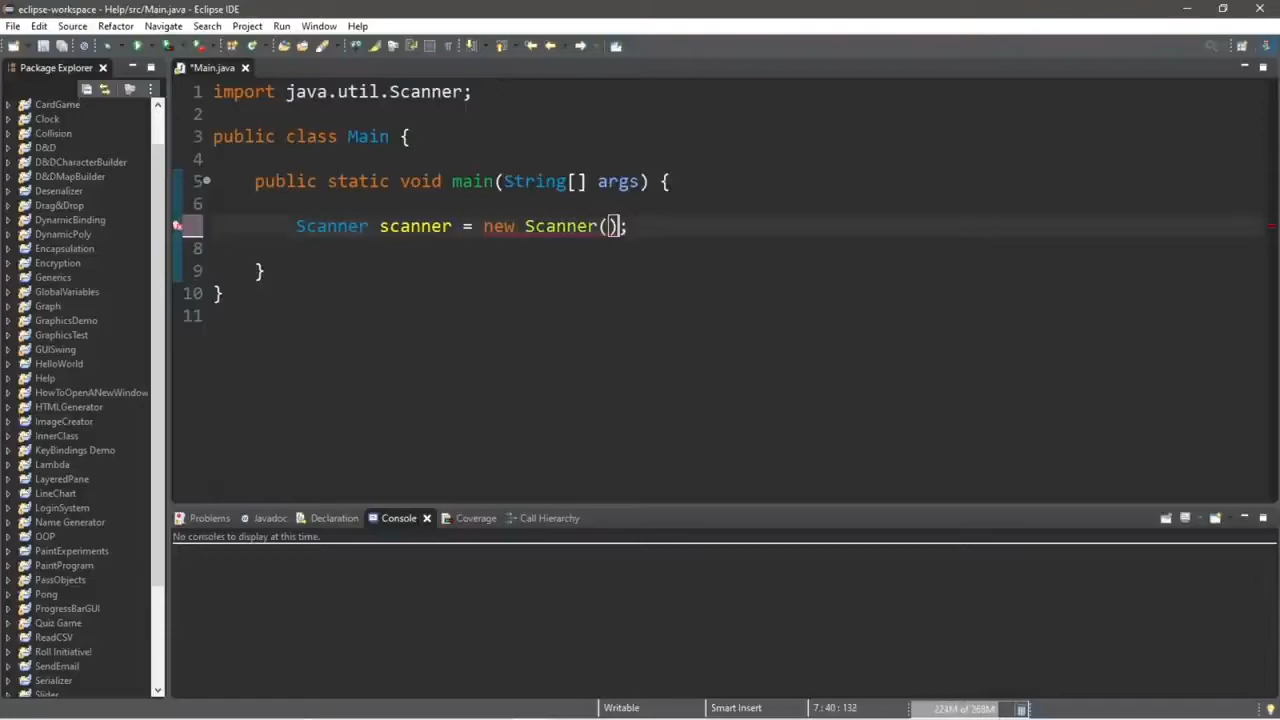 eclipse-workspace - Help/src/Main.java - Eclipse IDE
File Edit Source Refactor Navigate Search Project Run Window Help
Package Explorer
*Main.java
CardGame
Clock
Collision
D&D
D&DCharacterBuilder
D&DMapBuilder
Deserializer
Drag&Drop
DynamicBinding
DynamicPoly
Encapsulation
Encryption
Generics
GlobalVariables
Graph
GraphicsDemo
GraphicsTest
GUISwing
HelloWorld
Help
HowToOpenANewWindow
HTMLGenerator
ImageCreator
InnerClass
KeyBindings Demo
Lambda
LayeredPane
LineChart
LoginSystem
Name Generator
OOP
PaintExperiments
PaintProgram
PassObjects
Pong
ProgressBarGUI
Quiz Game
ReadCSV
Roll Initiative!
SendEmail
Serializer
Slider
1 import java.util.Scanner;
2
3 public class Main {
4
5 public static void main(String[] args) {
6
Scanner scanner = new Scanner();
8
9 }
10 }
11
Problems Javadoc Declaration Console Coverage Call Hierarchy
No consoles to display at this time.
Writable Smart Insert 7 : 40 : 132 224M of 268M